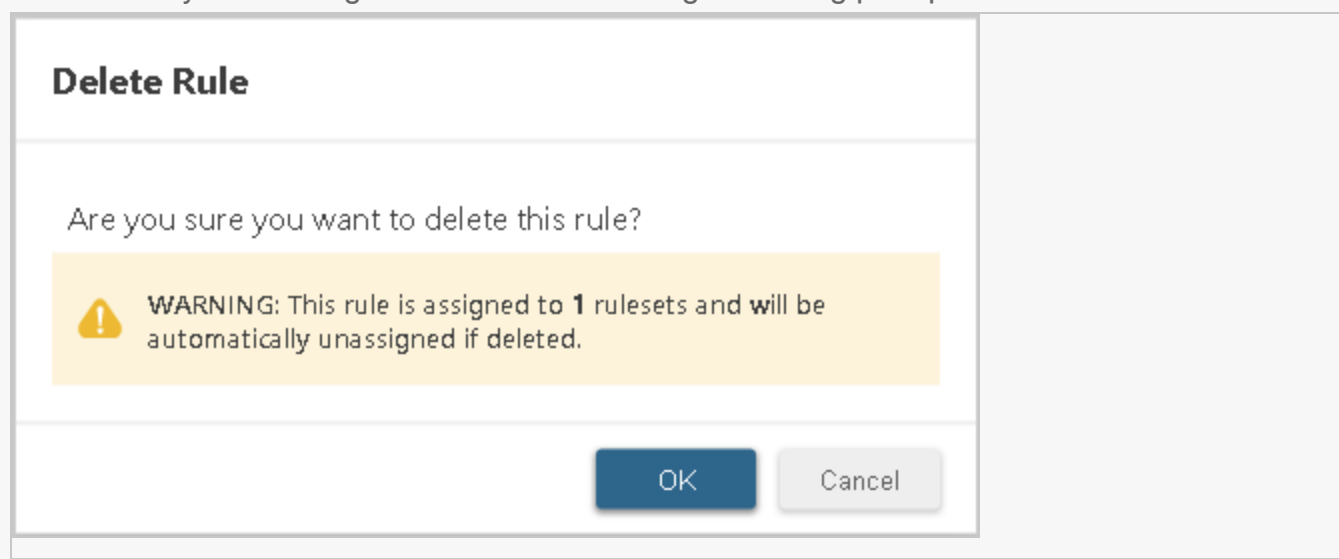 Delete Rule
Are you sure you want to delete this rule?
WARNING: This rule is assigned to 1 rulesets and will be
automatically unassigned if deleted.
OK
Cancel